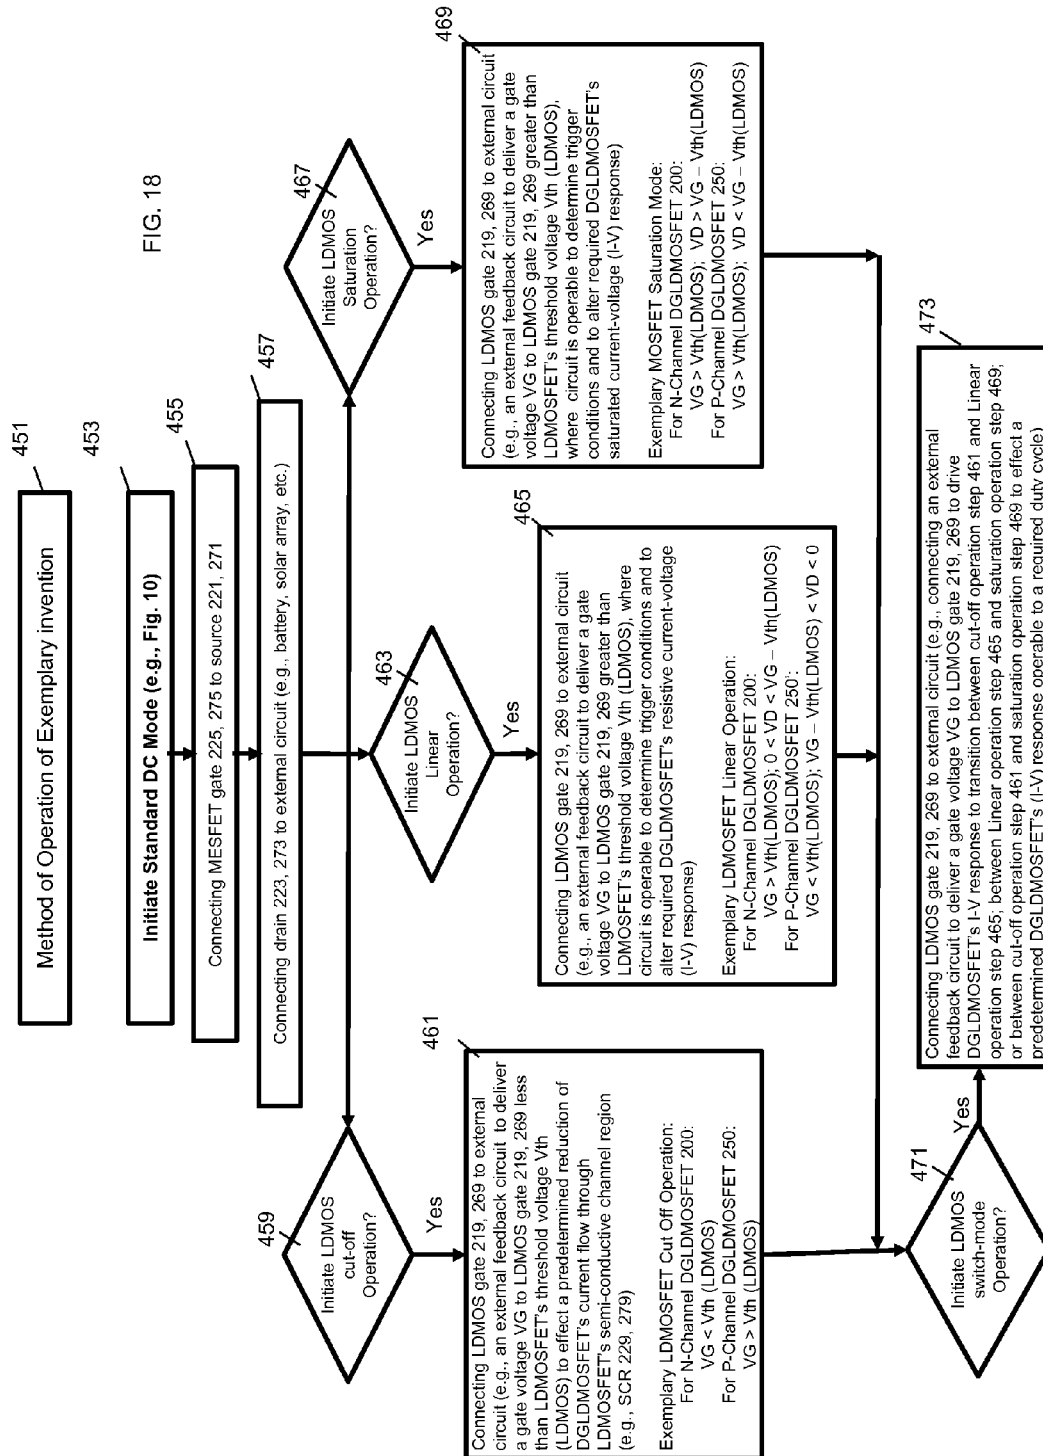 FIG. 18
451
Method of Operation of Exemplary invention
453
Initiate Standard DC Mode (e.g., Fig. 10)
455
Connecting MESFET gate 225, 275 to source 221, 271
457
Connecting drain 223, 273 to external circuit (e.g., battery, solar array, etc.)
459
Initiate LDMOS
cut-off
Operation?
Yes
461
Connecting LDMOS gate 219, 269 to external
circuit (e.g., an external feedback circuit to deliver
a gate voltage VG to LDMOS gate 219, 269 less
than LDMOSFET's threshold voltage Vth
(LDMOS) to effect a predetermined reduction of
DGLDMOSFET's current flow through
LDMOSFET's semi-conductive channel region
(e.g., SCR 229, 279)
Exemplary LDMOSFET Cut Off Operation:
For N-Channel DGLDMOSFET 200:
VG < Vth (LDMOS)
For P-Channel DGLDMOSFET 250:
VG > Vth (LDMOS)
463
Initiate LDMOS
Linear
Operation?
Yes
465
Connecting LDMOS gate 219, 269 to external circuit
(e.g., an external feedback circuit to deliver a gate
voltage VG to LDMOS gate 219, 269 greater than
LDMOSFET's threshold voltage Vth (LDMOS), where
circuit is operable to determine trigger conditions and to
alter required DGLDMOSFET's resistive current-voltage
(I-V) response)
Exemplary LDMOSFET Linear Operation:
For N-Channel DGLDMOSFET 200:
VG > Vth(LDMOS); 0 < VD < VG – Vth(LDMOS)
For P-Channel DGLDMOSFET 250':
VG < Vth(LDMOS); VG – Vth(LDMOS) < VD < 0
467
Initiate LDMOS
Saturation
Operation?
Yes
469
Connecting LDMOS gate 219, 269 to external circuit
(e.g., an external feedback circuit to deliver a gate
voltage VG to LDMOS gate 219, 269 greater than
LDMOSFET's threshold voltage Vth (LDMOS),
where circuit is operable to determine trigger
conditions and to alter required DGLDMOSFET's
saturated current-voltage (I-V) response)
Exemplary MOSFET Saturation Mode:
For N-Channel DGLDMOSFET 200:
VG > Vth(LDMOS); VD > VG – Vth(LDMOS)
For P-Channel DGLDMOSFET 250:
VG > Vth(LDMOS); VD < VG – Vth(LDMOS)
471
Initiate LDMOS
switch-mode
Operation?
Yes
473
Connecting LDMOS gate 219, 269 to external circuit (e.g., connecting an external
feedback circuit to deliver a gate voltage VG to LDMOS gate 219, 269 to drive
DGLDMOSFET's I-V response to transition between cut-off operation step 461 and Linear
operation step 465; between Linear operation step 465 and saturation operation step 469;
or between cut-off operation step 461 and saturation operation step 469 to effect a
predetermined DGLDMOSFET's (I-V) response operable to a required duty cycle)